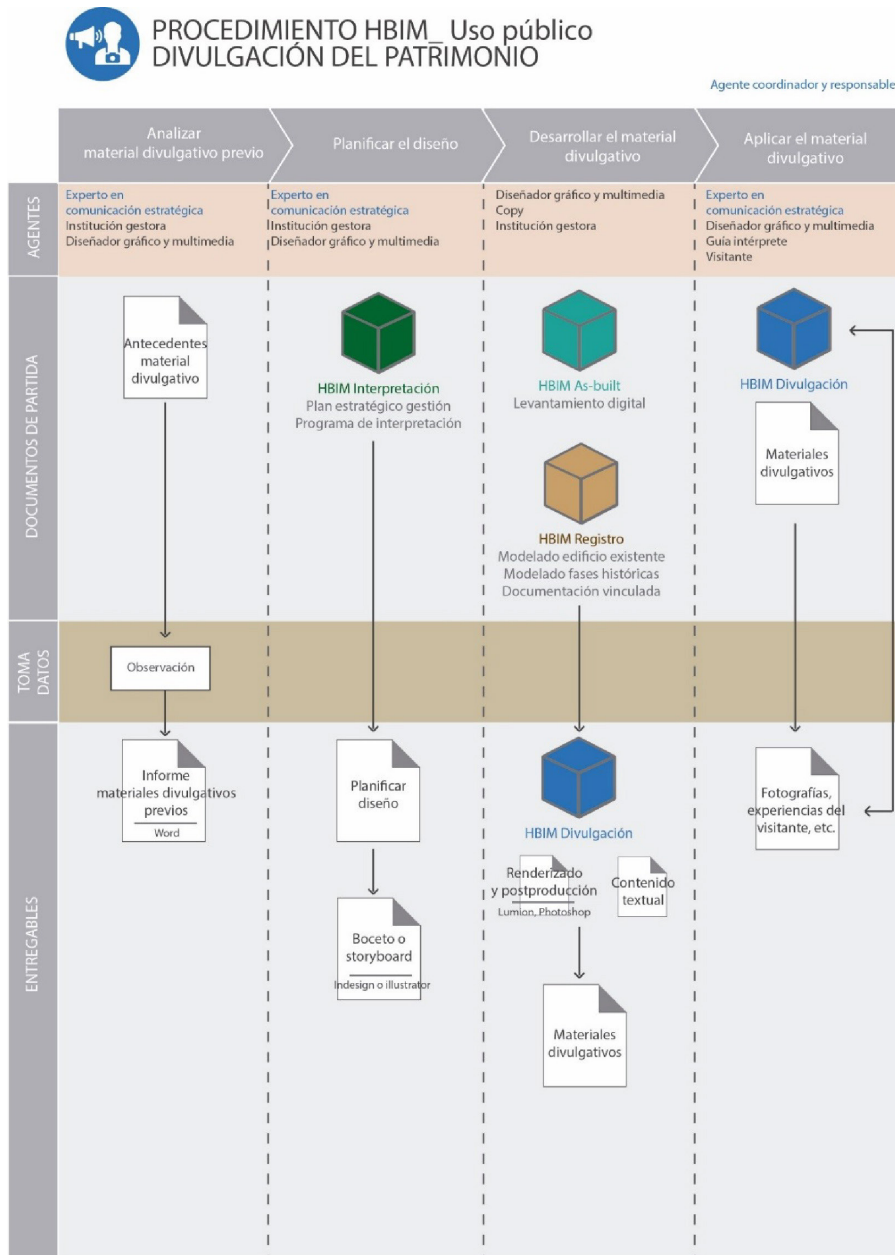 PROCEDIMIENTO HBIM_ Uso público
DIVULGACIÓN DEL PATRIMONIO
Agente coordinador y responsable
Analizar
material divulgativo previo
Planificar el diseño
Desarrollar el material
divulgativo
Aplicar el material
divulgativo
AGENTES
Experto en
comunicación estratégica
Institución gestora
Diseñador gráfico y multimedia
Experto en
comunicación estratégica
Institución gestora
Diseñador gráfico y multimedia
Diseñador gráfico y multimedia
Copy
Institución gestora
Experto en
comunicación estratégica
Diseñador gráfico y multimedia
Guía intérprete
Visitante
DOCUMENTOS DE PARTIDA
Antecedentes
material
divulgativo
HBIM Interpretación
Plan estratégico gestión
Programa de interpretación
HBIM As-built
Levantamiento digital
HBIM Registro
Modelado edificio existente
Modelado fases históricas
Documentación vinculada
HBIM Divulgación
Materiales
divulgativos
TOMA
DATOS
Observación
ENTREGABLES
Informe
materiales divulgativos
previos
Word
Planificar
diseño
Boceto o
storyboard
Indesign o illustrator
HBIM Divulgación
Renderizado
y postproducción
Lumion, Photoshop
Contenido
textual
Materiales
divulgativos
Fotografías,
experiencias del
visitante, etc.